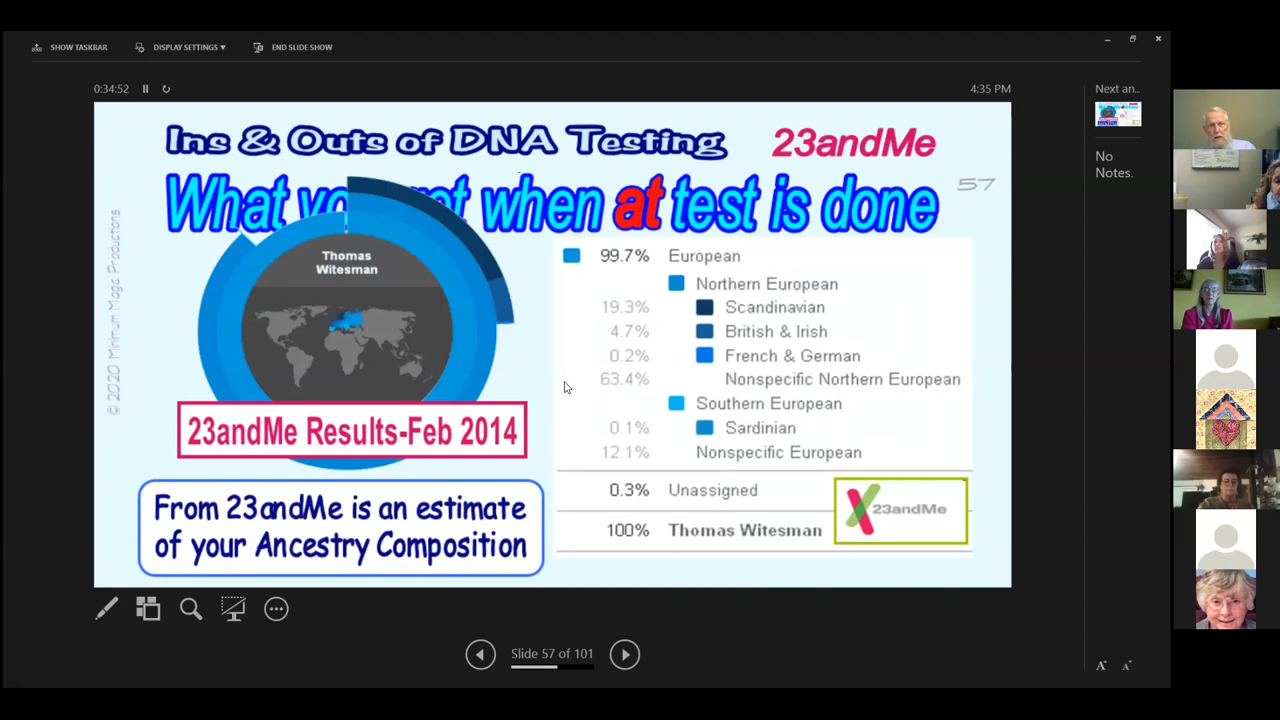 SHOW TASKBAR
DISPLAY SETTINGS ▼
END SLIDE SHOW
0:34:52
4:35 PM
Next an..
No
Notes.
Ins & Outs of DNA Testing
23andMe
What when at test is done
57
© 2020 Minimum Magic Productions
Thomas
Witesman
23andMe Results-Feb 2014
From 23andMe is an estimate
of your Ancestry Composition
99.7% European
Northern European
19.3% Scandinavian
4.7% British & Irish
0.2% French & German
63.4% Nonspecific Northern European
Southern European
0.1% Sardinian
12.1% Nonspecific European
0.3% Unassigned
100% Thomas Witesman
23andMe
Slide 57 of 101